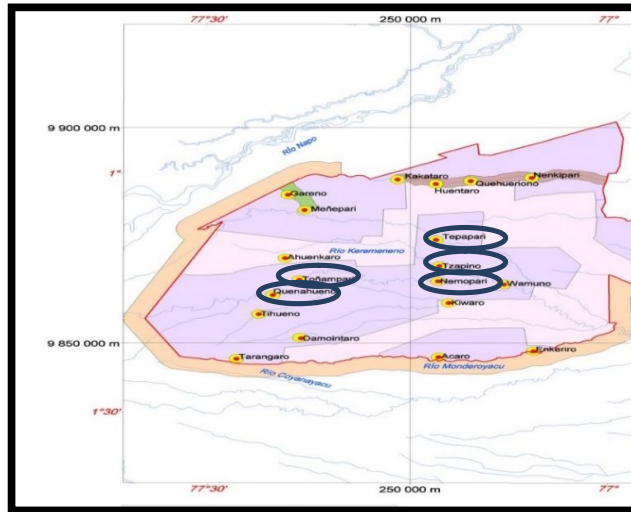 77°30'
250 000 m
77°
9 900 000 m
Río Napo
1°
Kakataro
Nenkipari
Quehueriono
Huentaro
Gareno
Meñepari
Tepapari
Río Keremeneno
Ahuenkaro
Tzapino
Toñampari
Nemopari
Wamuno
Quenahueno
Kiwaro
Tihueno
Damointaro
9 850 000 m
Enkeriro
Tarangaro
Acaro
Río Monderoyacu
Río Coyanayacu
1°30'
77°30'
250 000 m
77°